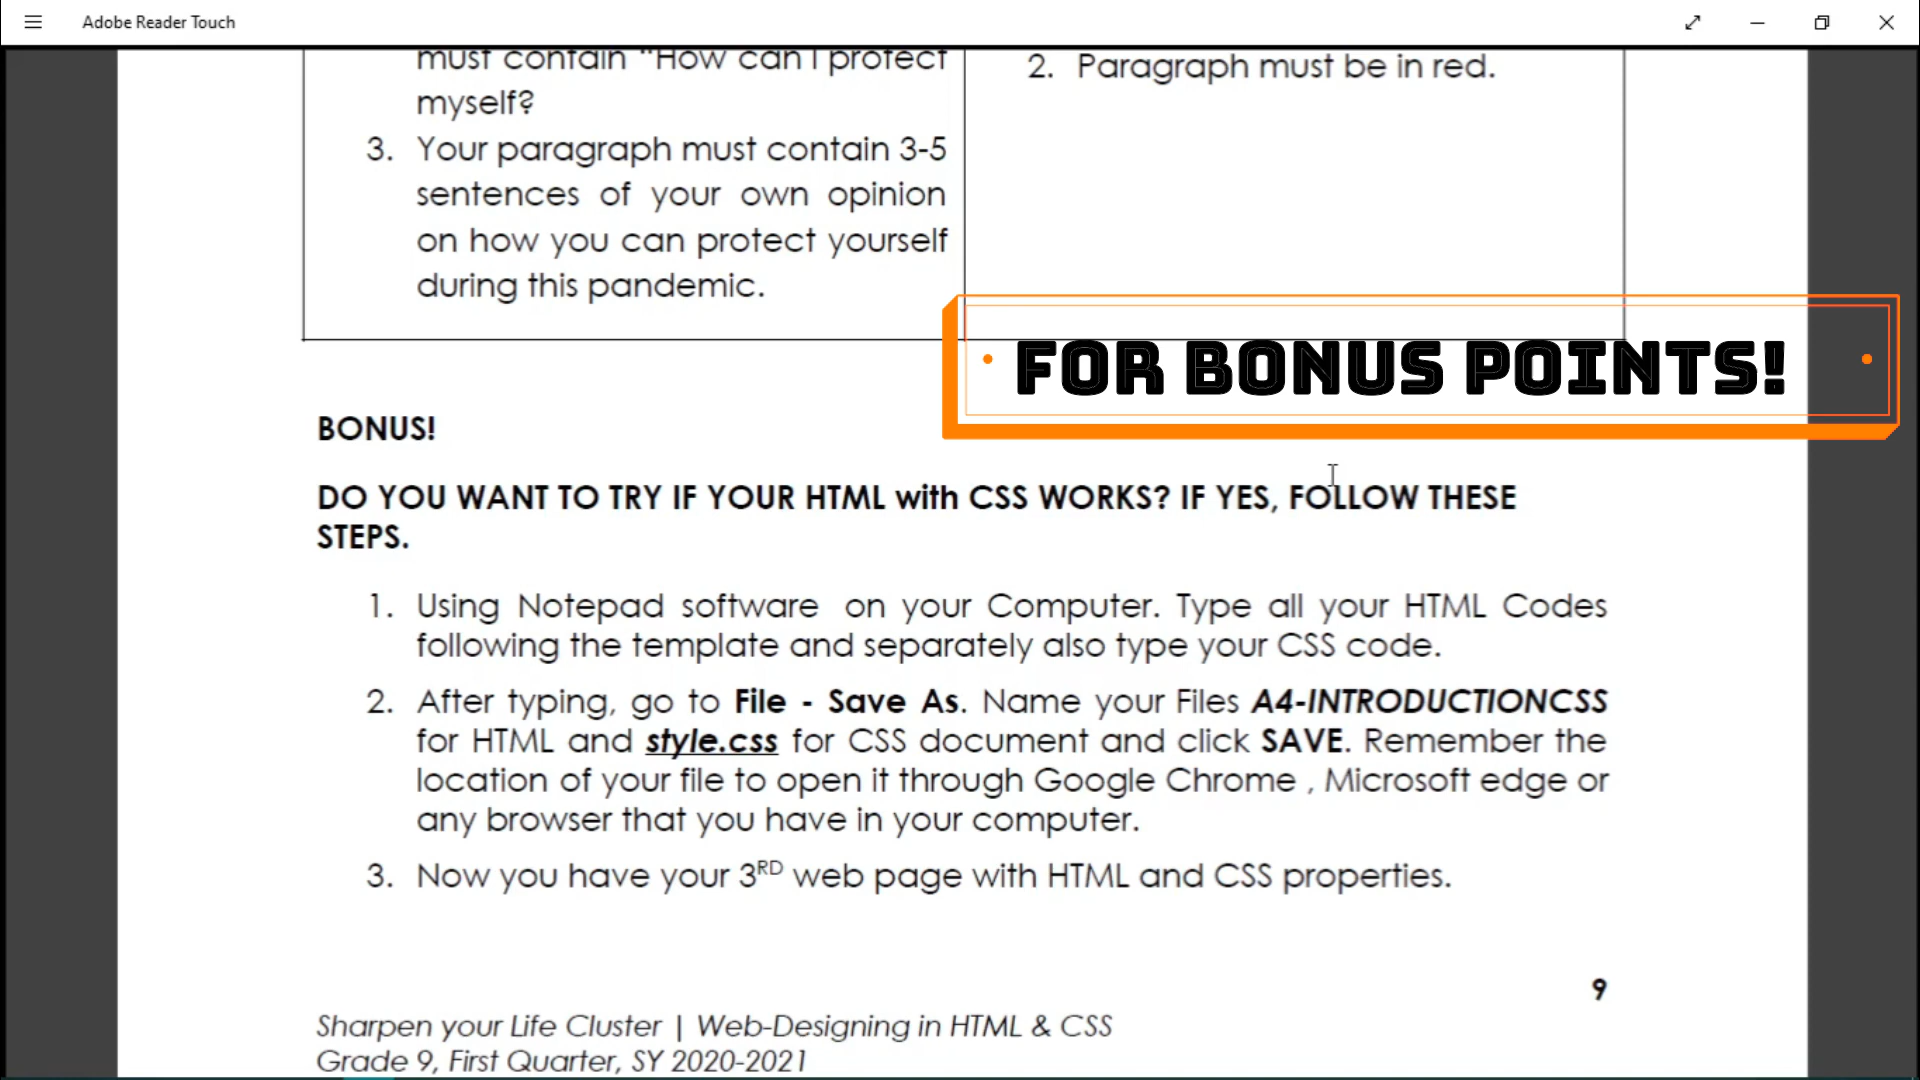 Adobe Reader Touch
must contain "How can I protect
myself?
3. Your paragraph must contain 3-5
sentences of your own opinion
on how you can protect yourself
during this pandemic.
2. Paragraph must be in red.
FOR BONUS POINTS!
BONUS!
DO YOU WANT TO TRY IF YOUR HTML with CSS WORKS? IF YES, FOLLOW THESE
STEPS.
1. Using Notepad software on your Computer. Type all your HTML Codes
following the template and separately also type your CSS code.
2. After typing, go to File - Save As. Name your Files A4-INTRODUCTIONCSS
for HTML and style.css for CSS document and click SAVE. Remember the
location of your file to open it through Google Chrome , Microsoft edge or
any browser that you have in your computer.
3. Now you have your 3RD web page with HTML and CSS properties.
9
Sharpen your Life Cluster | Web-Designing in HTML & CSS
Grade 9, First Quarter, SY 2020-2021